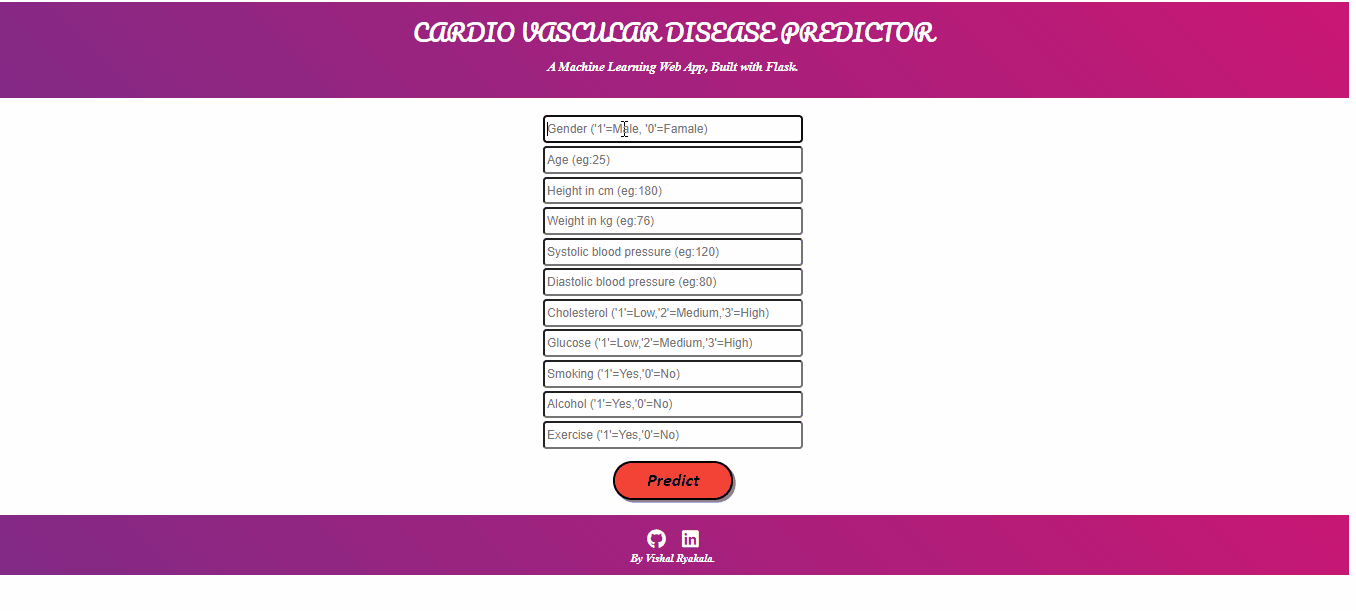 CARDIO VASCULAR DISEASE PREDICTOR
A Machine Learning Web App, Built with Flask.
Gender ('1'=Male, '0'=Famale)
Age (eg:25)
Height in cm (eg:180)
Weight in kg (eg:76)
Systolic blood pressure (eg:120)
Diastolic blood pressure (eg:80)
Cholesterol ('1'=Low,'2'=Medium,'3'=High)
Glucose ('1'=Low,'2'=Medium,'3'=High)
Smoking ('1'=Yes,'0'=No)
Alcohol ('1'=Yes,'0'=No)
Exercise ('1'=Yes,'0'=No)
Predict
in
By Vishal Ryakala.